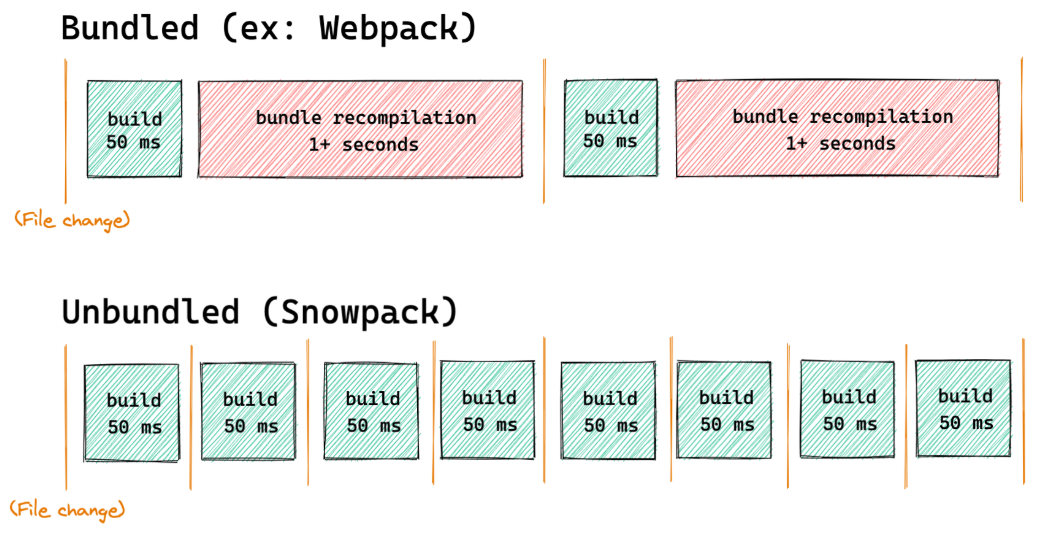 Bundled (ex: Webpack)
build
50 ms
bundle recompilation
1+ seconds
build
50 ms
bundle recompilation
1+ seconds
(File change)
Unbundled (Snowpack)
build
50 ms
build
50 ms
build
50 ms
build
50 ms
build
50 ms
build
50 ms
build
50 ms
build
50 ms
(File change)